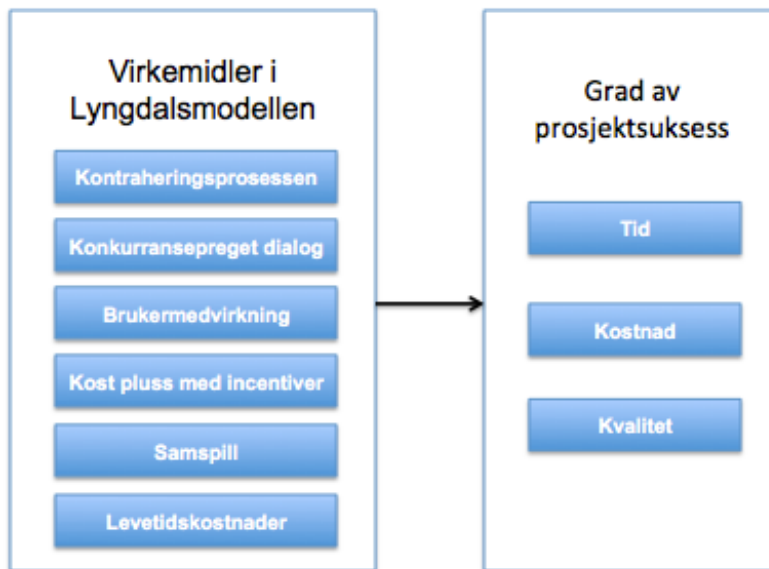 Virkemidler i
Lyngdalsmodellen
Kontraheringsprosessen
Konkurransepreget dialog
Brukermedvirkning
Kost pluss med incentiver
Samspill
Levetidskostnader
Grad av
prosjektsuksess
Tid
Kostnad
Kvalitet